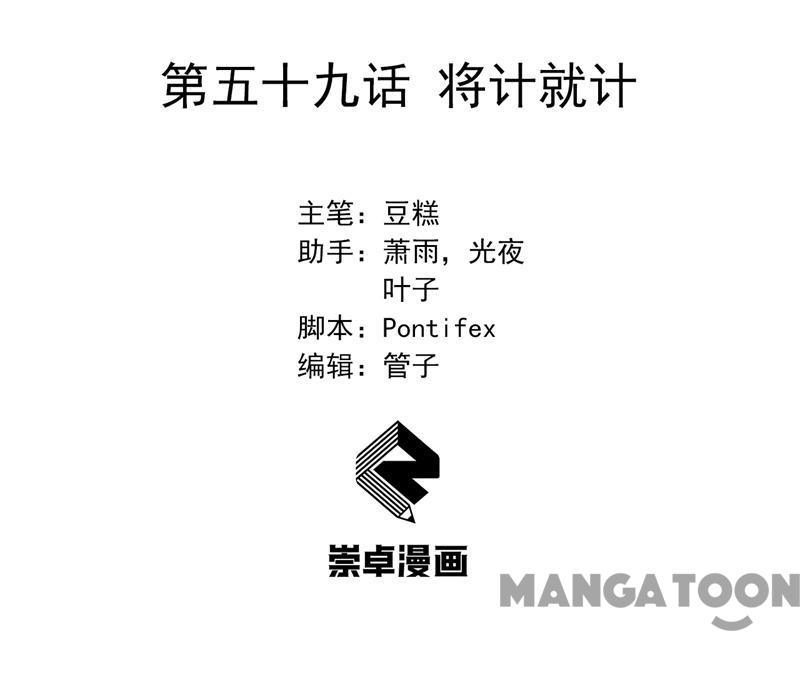 第五十九话 将计就计
主笔：豆糕
助手：萧雨，光夜
叶子
脚本：Pontifex
编辑：管子
崇卓漫画
MANGATOON